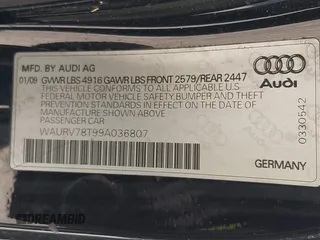 MFD. BY AUDI AG
01/09 GVWR LBS 4916 GAWR LBS FRONT 2579/REAR 2447
THIS VEHICLE CONFORMS TO ALL APPLICABLE U.S.
FEDERAL MOTOR VEHICLE SAFETY STANDARDS,
BUMPER AND THEFT PREVENTION STANDARDS IN
EFFECT ON THE DATE OF MANUFACTURE SHOWN ABOVE
PASSENGER CAR
WAURV78T99A036807
Audi
0330542
GERMANY
DREAMBID